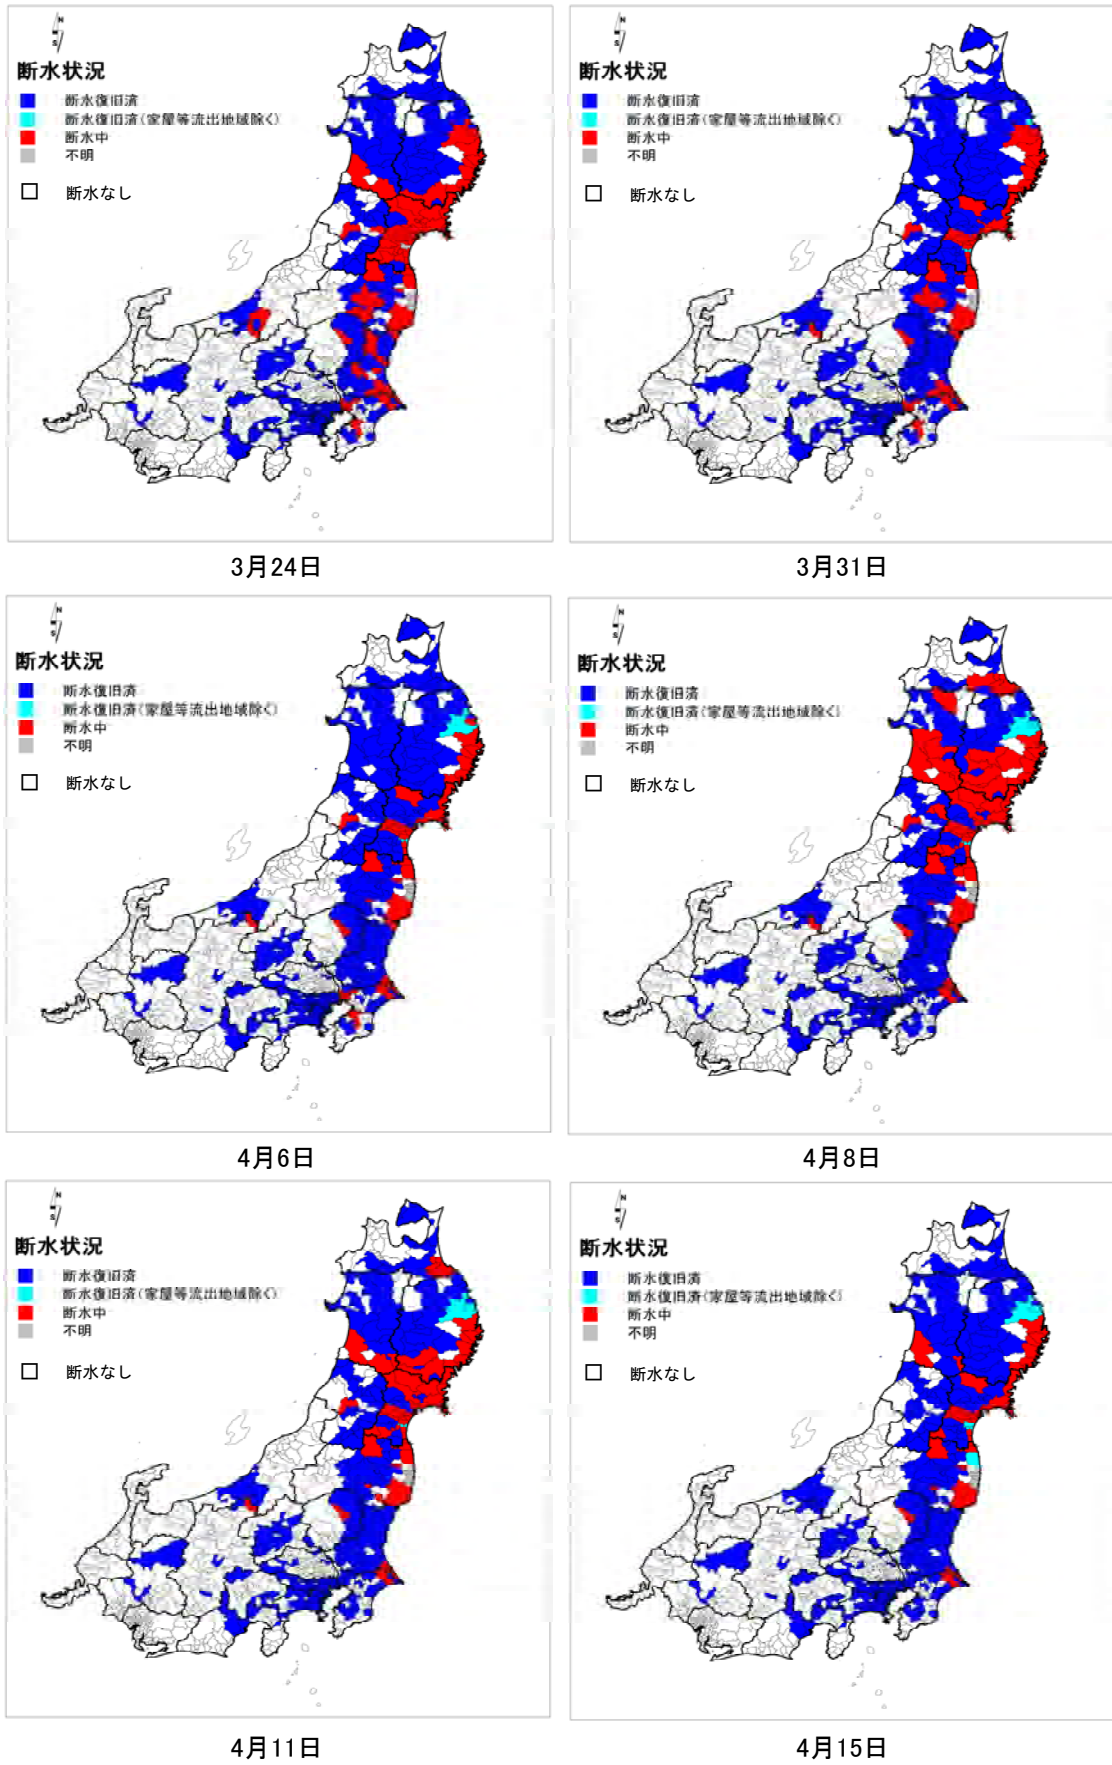 N
S
断水状況
断水復旧済
断水復旧済(家屋等流出地域除く)
断水中
不明
断水なし
3月24日
N
S
断水状況
断水復旧済
断水復旧済(家屋等流出地域除く)
断水中
不明
断水なし
3月31日
N
S
断水状況
断水復旧済
断水復旧済(家屋等流出地域除く)
断水中
不明
断水なし
4月6日
N
S
断水状況
断水復旧済
断水復旧済(家屋等流出地域除く)
断水中
不明
断水なし
4月8日
N
S
断水状況
断水復旧済
断水復旧済(家屋等流出地域除く)
断水中
不明
断水なし
4月11日
N
S
断水状況
断水復旧済
断水復旧済(家屋等流出地域除く)
断水中
不明
断水なし
4月15日